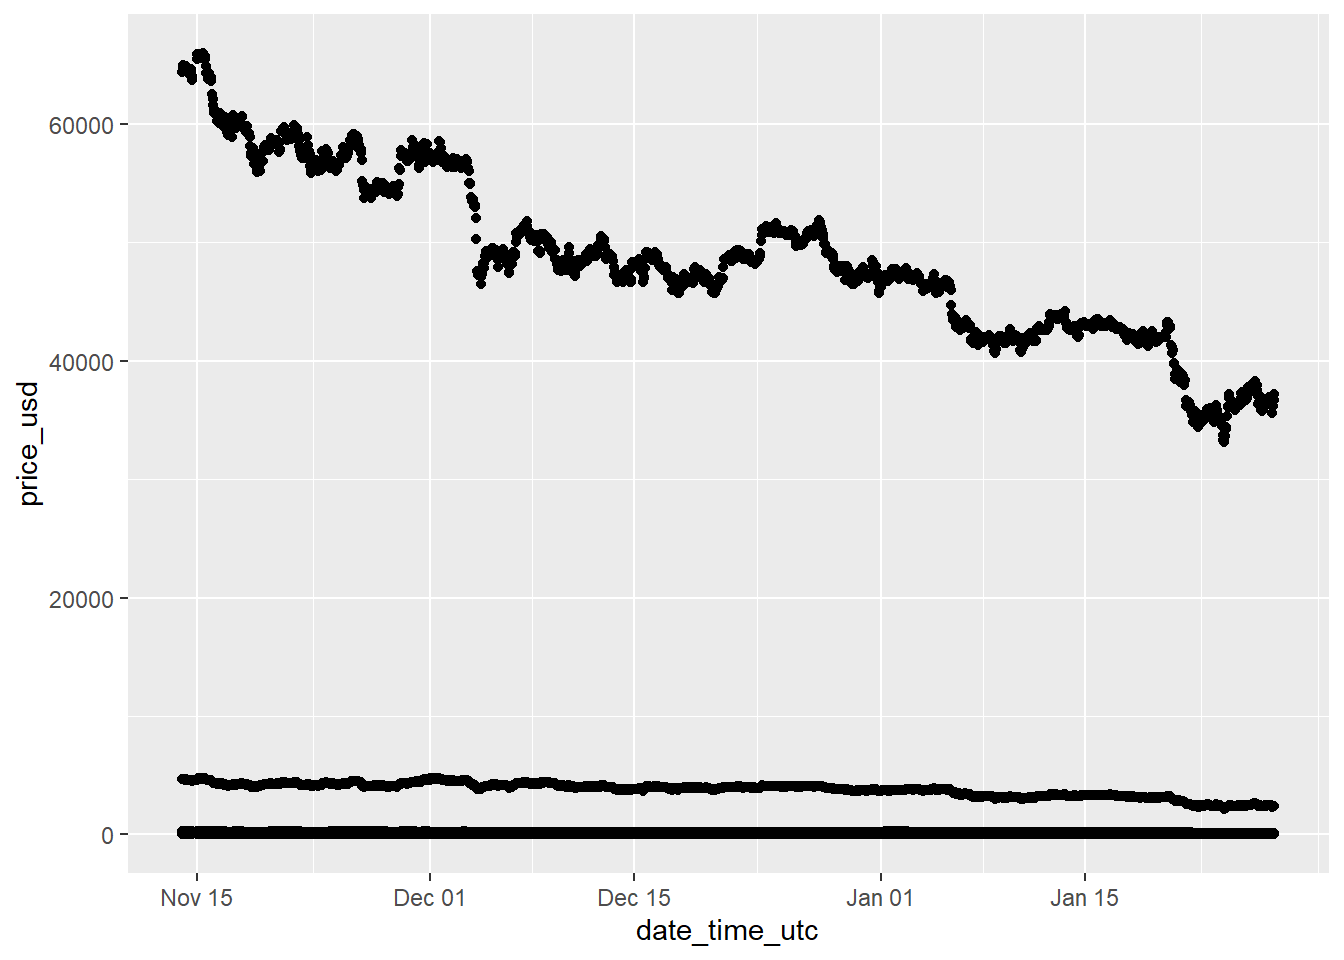 60000
40000
20000
0
price_usd
Nov 15
Dec 01
Dec 15
Jan 01
Jan 15
date_time_utc